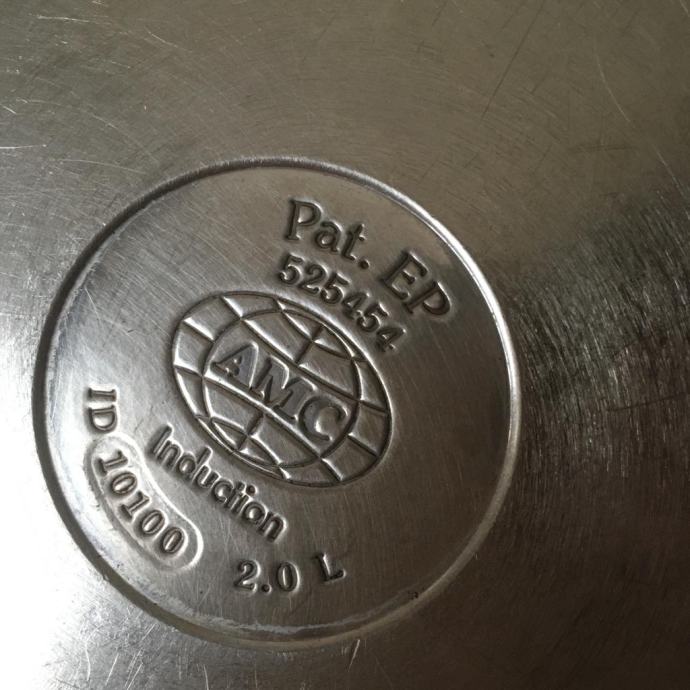 Pat. EP
525454
AMC
Induction
ID 10100
2.0 L